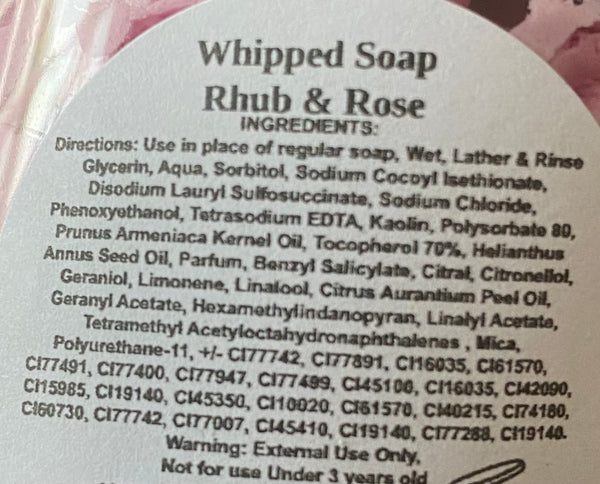 Whipped Soap
Rhub & Rose
INGREDIENTS:
Directions: Use in place of regular soap, Wet, Lather & Rinse
Glycerin, Aqua, Sorbitol, Sodium Cocoyl Isethionate,
Disodium Lauryl Sulfosuccinate, Sodium Chloride,
Phenoxyethanol, Tetrasodium EDTA, Kaolin, Polysorbate 80,
Prunus Armeniaca Kernel Oil, Tocopherol 70%, Helianthus
Annus Seed Oil, Parfum, Benzyl Salicylate, Citral, Citronellol,
Geraniol, Limonene, Linalool, Citrus Aurantium Peel Oil,
Geranyl Acetate, Hexamethylindanopyran, Linalyl Acetate,
Tetramethyl Acetyloctahydronaphthalenes , Mica,
Polyurethane-11, +/- CI77742, CI77891, CI16035, CI61570,
CI77491, CI77400, CI77947, CI77499, CI45100, CI16035, CI42090,
CI15985, CI19140, CI45350, CI10020, CI61570, CI40215, CI74180,
CI60730, CI77742, CI77007, CI45410, CI19140, CI77288, CI19140.
Warning: External Use Only,
Not for use Under 3 years old